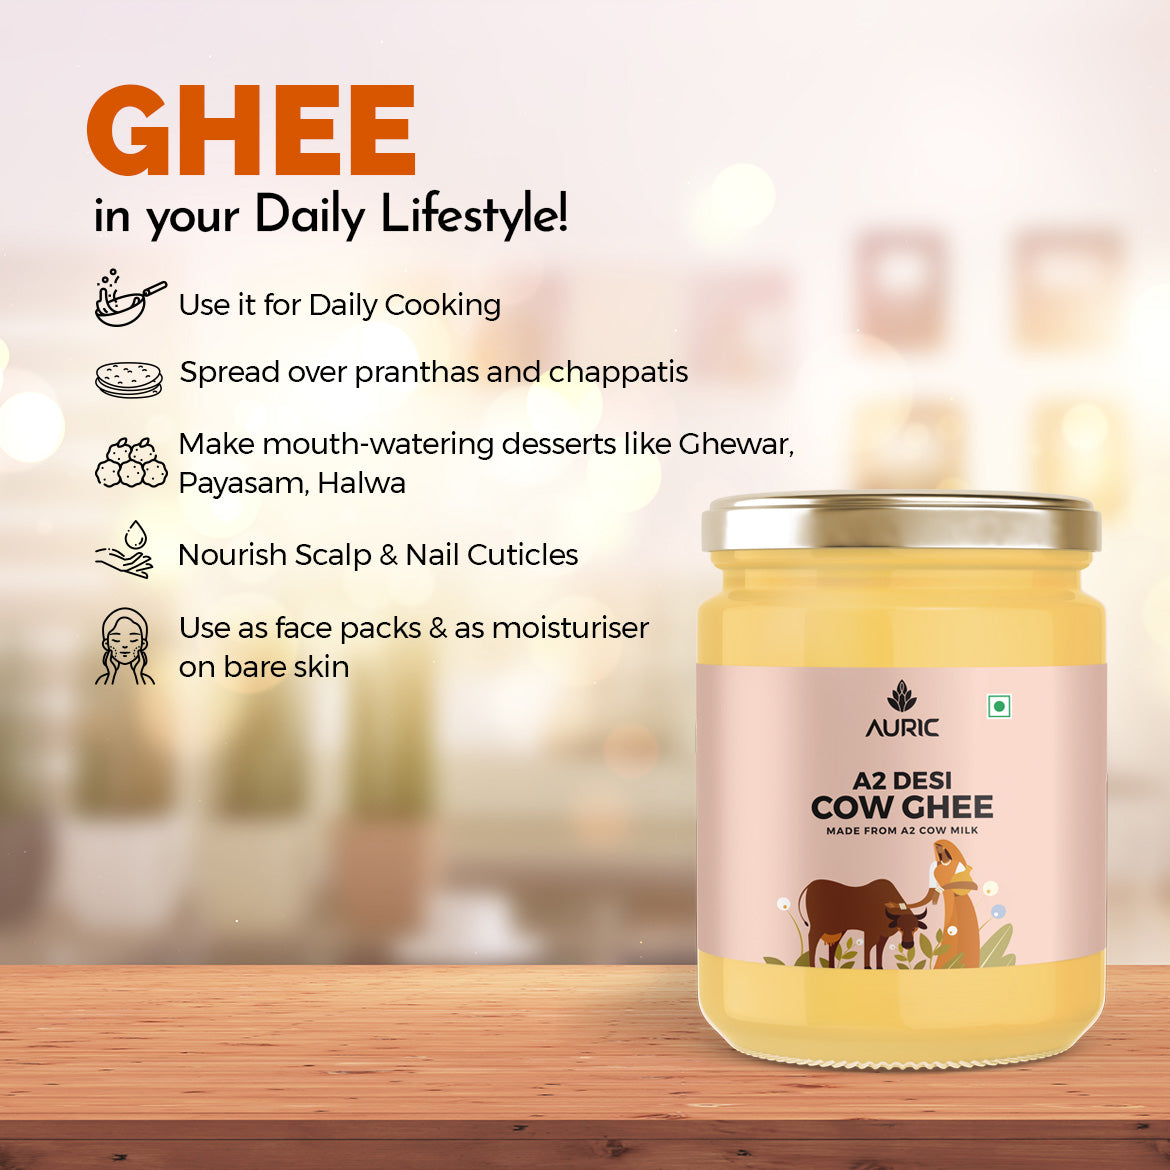 GHEE
in your Daily Lifestyle!
Use it for Daily Cooking
Spread over pranthas and chappatis
Make mouth-watering desserts like Ghewar,
Payasam, Halwa
Nourish Scalp & Nail Cuticles
Use as face packs & as moisturiser
on bare skin
AURIC
A2 DESI
COW GHEE
MADE FROM A2 COW MILK